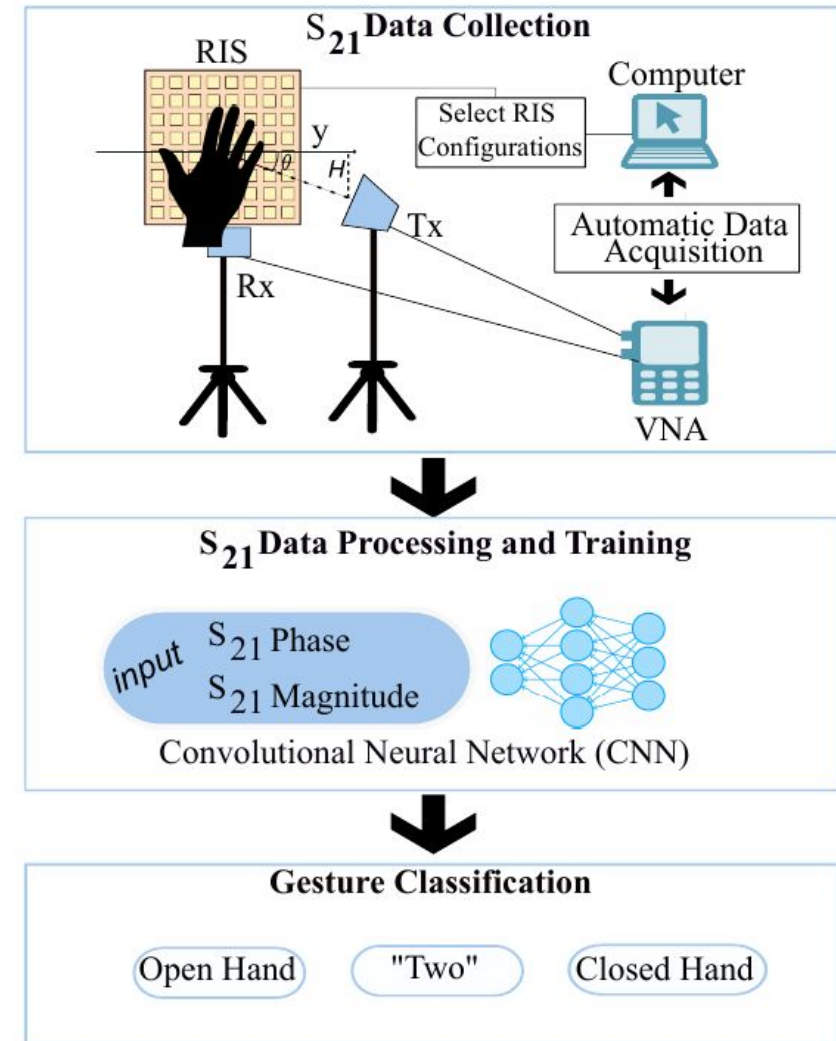 S21 Data Collection
RIS
Computer
Select RIS
Configurations
y
θ
H
Tx
Automatic Data
Acquisition
Rx
VNA
S21 Data Processing and Training
input
S21 Phase
S21 Magnitude
Convolutional Neural Network (CNN)
Gesture Classification
Open Hand
"Two"
Closed Hand